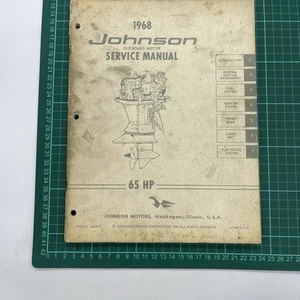 1968
Johnson
OUTBOARD MOTOR
SERVICE MANUAL
INTRODUCTION
GENERAL
SERVICE
INFORMATION
FUEL
SYSTEM
IGNITION
SYSTEM
POWER
HEAD
LOWER
UNIT
ELECTRICAL
SYSTEM
65 HP
JOHNSON MOTORS, Waukegan, Illinois, U.S.A.